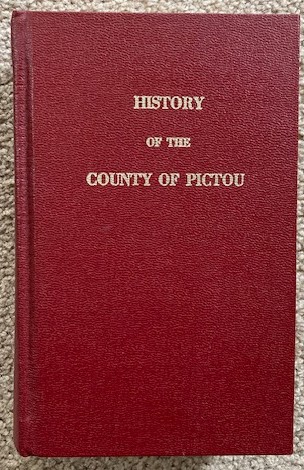 HISTORY
OF THE
COUNTY OF PICTOU